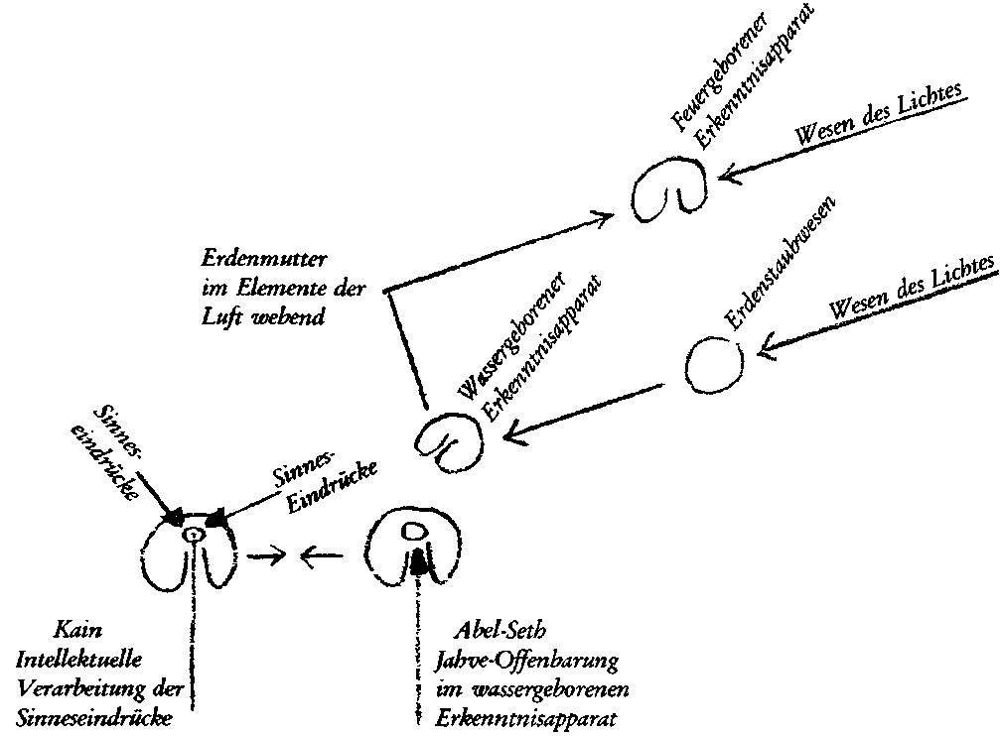 Feuergeborener
Erkenntnisapparat
Wesen des Lichtes
Erdenmutter
im Elemente der
Luft webend
Wassergeborener
Erkenntnisapparat
Erdenstaubwesen
Wesen des Lichtes
Sinnes-
eindrücke
Sinnes-
Eindrücke
Kain
Intellektuelle
Verarbeitung der
Sinneseindrücke
Abel-Seth
Jahve-Offenbarung
im wassergeborenen
Erkenntnisapparat